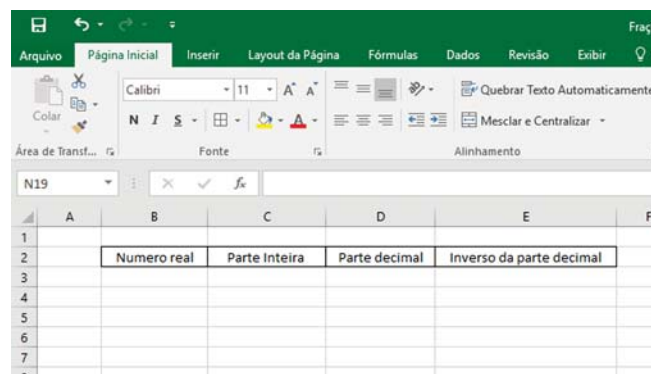 Fraç
Arquivo Página Inicial Inserir Layout da Página Fórmulas Dados Revisão Exibir
Calibri 11 A A Quebrar Texto Automaticamente
Colar N I S A Mesclar e Centralizar
Área de Transf... Fonte Alinhamento
N19 fx
A B C D E F
1
2 Numero real Parte Inteira Parte decimal Inverso da parte decimal
3
4
5
6
7